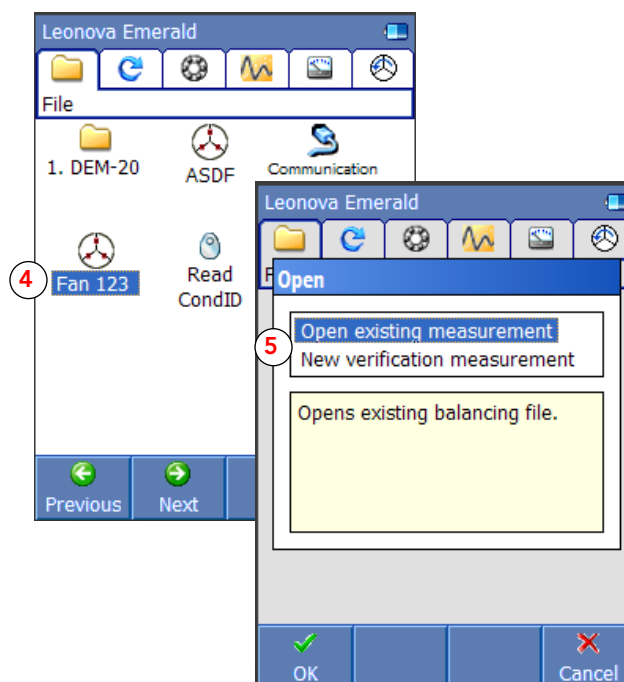 Leonova Emerald
File
1. DEM-20
ASDF
Communication
4
Fan 123
Read
CondID
Previous
Next
Leonova Emerald
F
Open
5
Open existing measurement
New verification measurement
Opens existing balancing file.
OK
Cancel